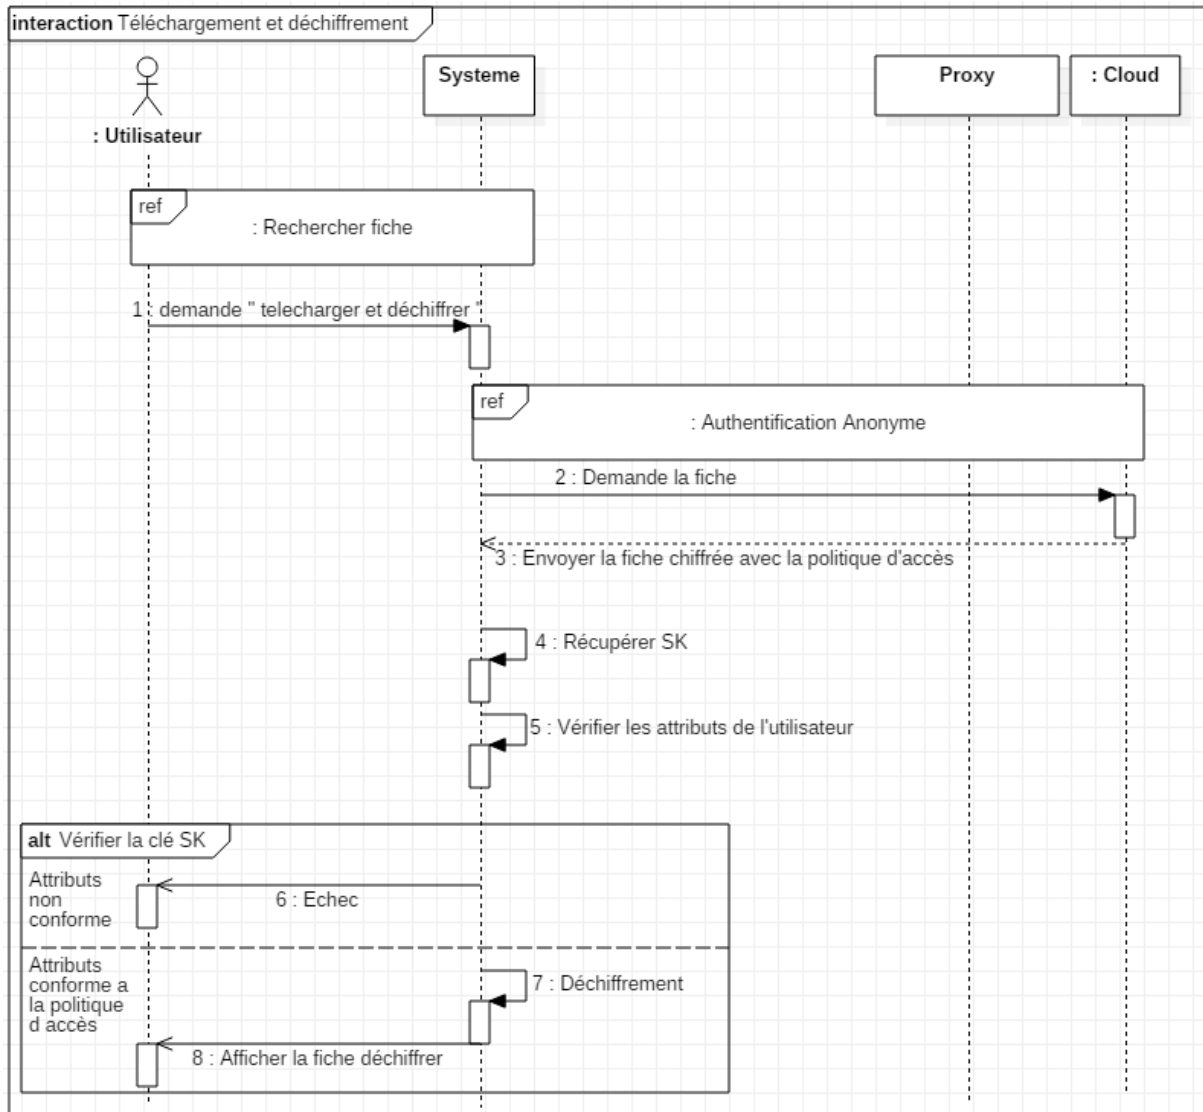 interaction Téléchargement et déchiffrement
: Utilisateur
Systeme
Proxy
: Cloud
ref
: Rechercher fiche
1 : demande " telecharger et déchiffrer "
ref
: Authentification Anonyme
2 : Demande la fiche
3 : Envoyer la fiche chiffrée avec la politique d'accès
4 : Récupérer SK
5 : Vérifier les attributs de l'utilisateur
alt Vérifier la clé SK
Attributs
non
conforme
6 : Echec
Attributs
conforme a
la politique
d accès
7 : Déchiffrement
8 : Afficher la fiche déchiffrer